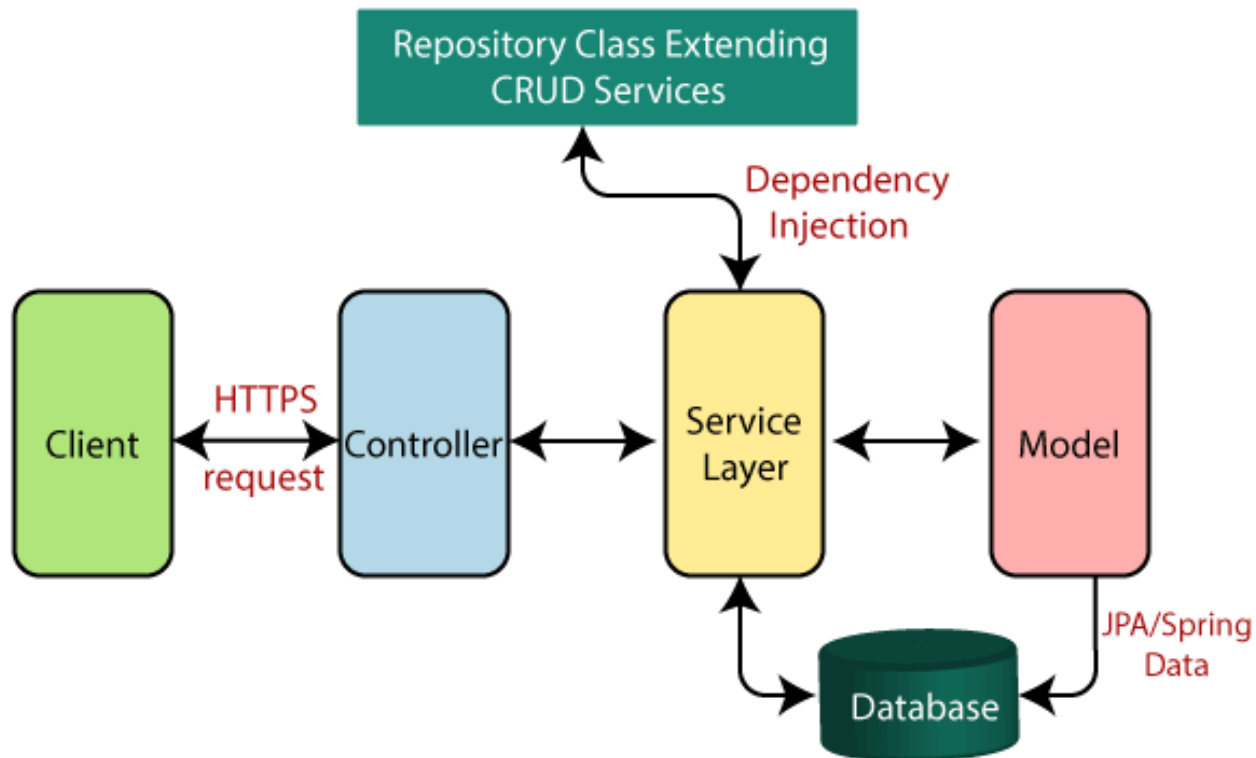 Repository Class Extending
CRUD Services
Dependency
Injection
Client
HTTPS
request
Controller
Service
Layer
Model
JPA/Spring
Data
Database